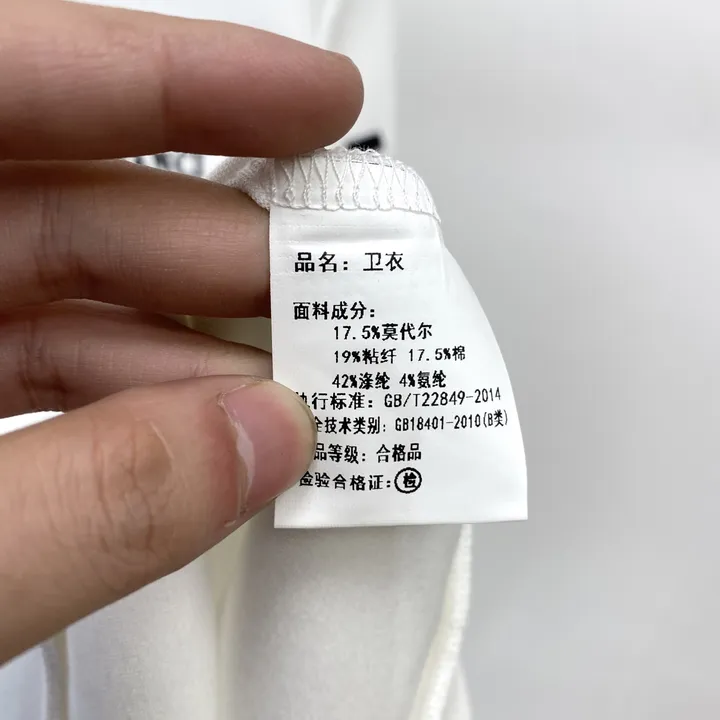 品名：卫衣
面料成分：
17.5%莫代尔
19%粘纤 17.5%棉
42%涤纶 4%氨纶
执行标准：GB/T22849-2014
全技术类别：GB18401-2010(B类)
品等级：合格品
检验合格证：检